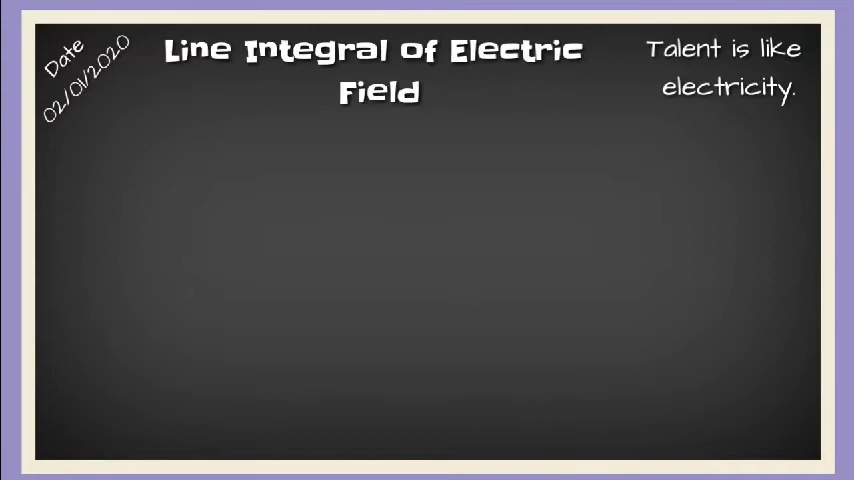 Date
02/01/2020
Line Integral of Electric
Field
Talent is like
electricity.